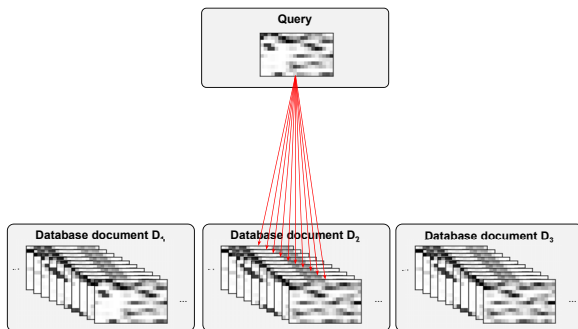 Query
Database document D₁
Database document D₂
Database document D₃
... ... ...
... ... ...